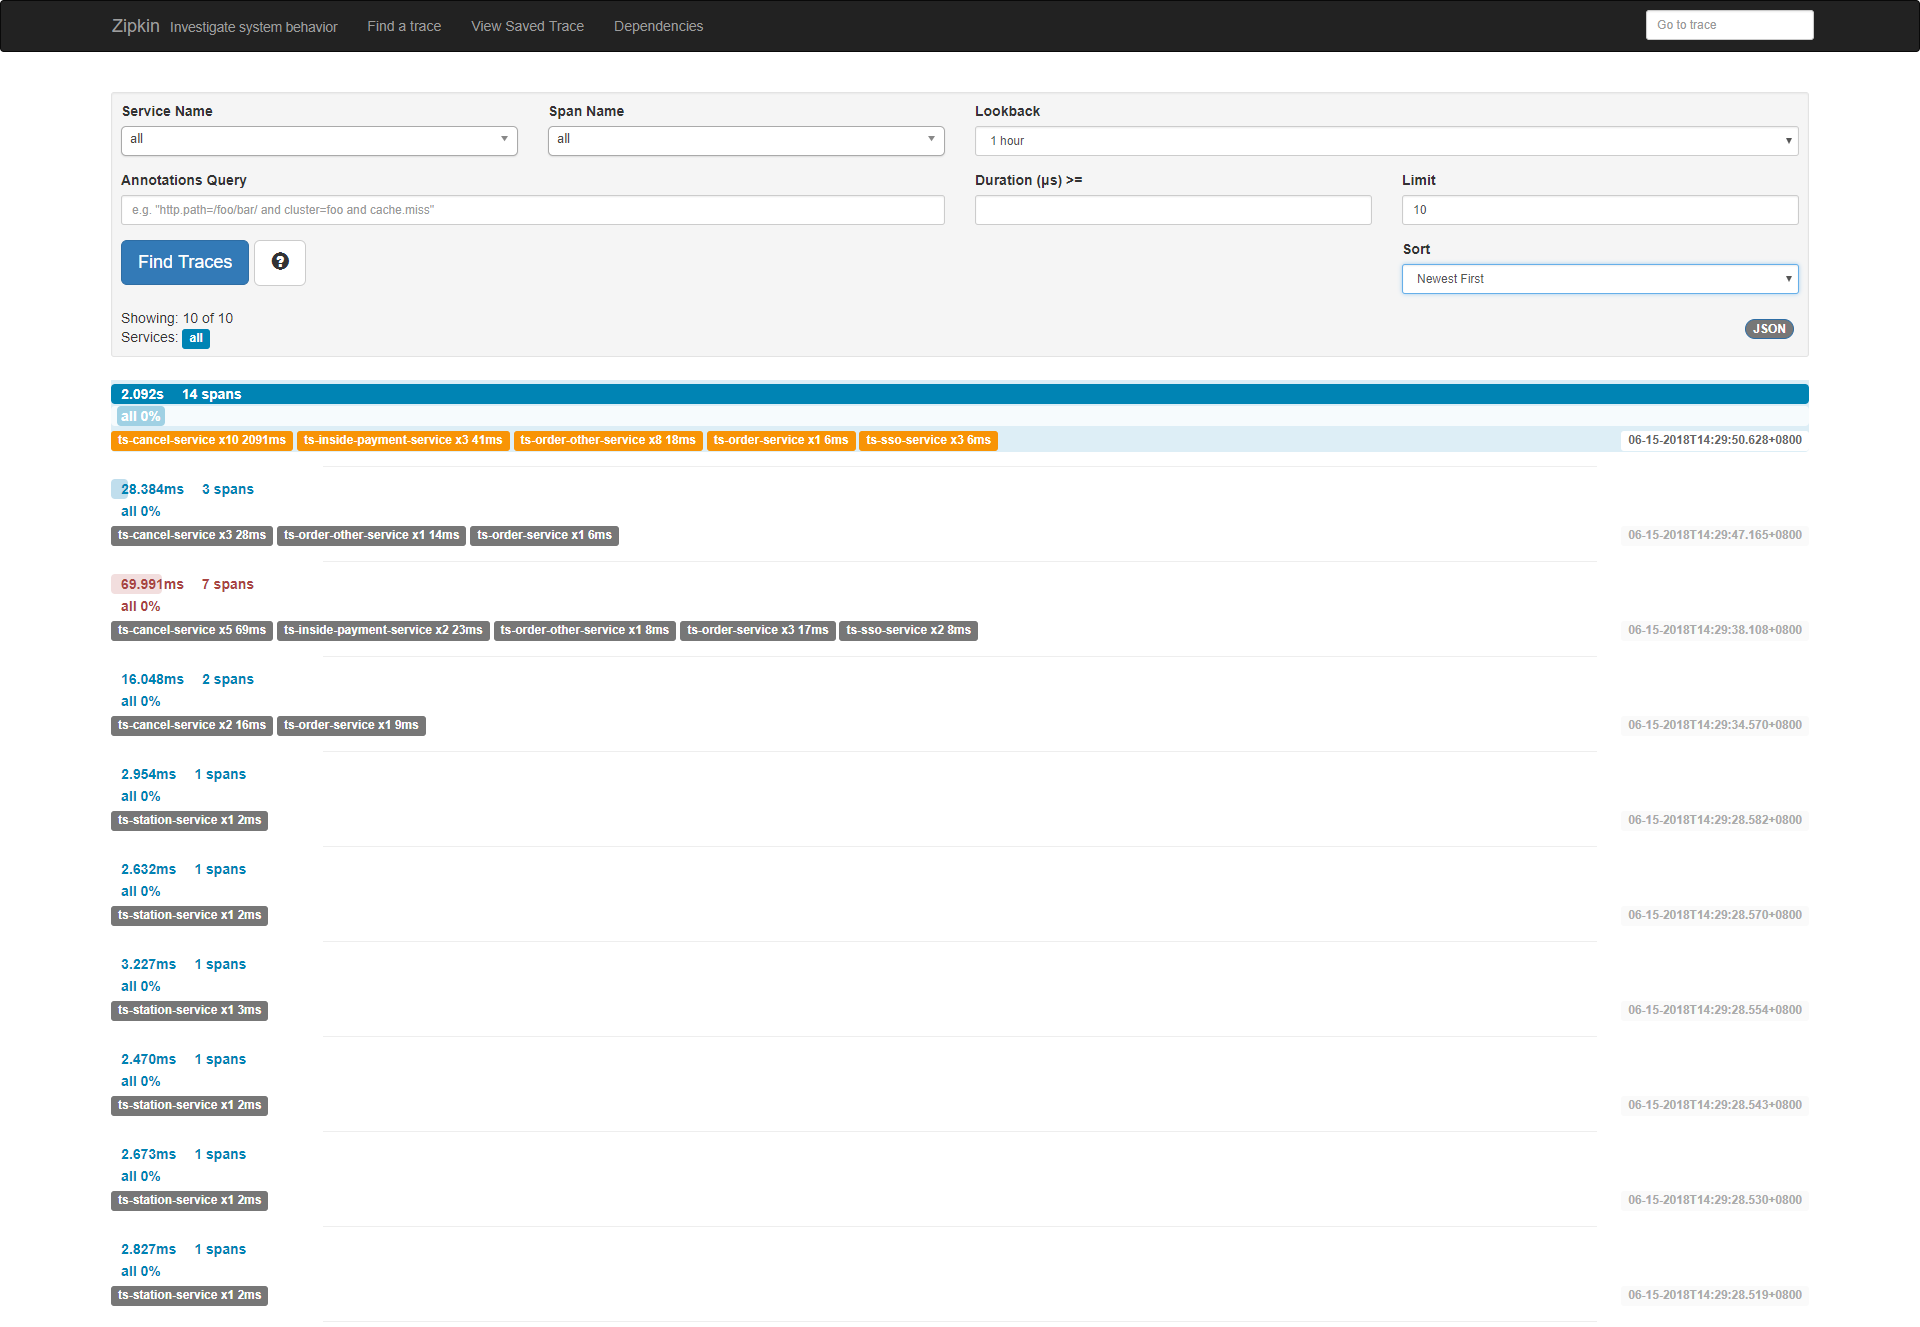 Zipkin Investigate system behavior Find a trace View Saved Trace Dependencies Go to trace
Service Name Span Name Lookback
all all 1 hour
Annotations Query Duration (μs) >= Limit
e.g. "http.path=/foo/bar/ and cluster=foo and cache.miss" 10
Find Traces ? Sort
Newest First
Showing: 10 of 10
Services: all JSON
2.092s 14 spans
all 0%
ts-cancel-service x10 2091ms ts-inside-payment-service x3 41ms ts-order-other-service x8 18ms ts-order-service x1 6ms ts-sso-service x3 6ms 06-15-2018T14:29:50.628+0800
28.384ms 3 spans
all 0%
ts-cancel-service x3 28ms ts-order-other-service x1 14ms ts-order-service x1 6ms 06-15-2018T14:29:47.165+0800
69.991ms 7 spans
all 0%
ts-cancel-service x5 69ms ts-inside-payment-service x2 23ms ts-order-other-service x1 8ms ts-order-service x3 17ms ts-sso-service x2 8ms 06-15-2018T14:29:38.108+0800
16.048ms 2 spans
all 0%
ts-cancel-service x2 16ms ts-order-service x1 9ms 06-15-2018T14:29:34.570+0800
2.954ms 1 spans
all 0%
ts-station-service x1 2ms 06-15-2018T14:29:28.582+0800
2.632ms 1 spans
all 0%
ts-station-service x1 2ms 06-15-2018T14:29:28.570+0800
3.227ms 1 spans
all 0%
ts-station-service x1 3ms 06-15-2018T14:29:28.554+0800
2.470ms 1 spans
all 0%
ts-station-service x1 2ms 06-15-2018T14:29:28.543+0800
2.673ms 1 spans
all 0%
ts-station-service x1 2ms 06-15-2018T14:29:28.530+0800
2.827ms 1 spans
all 0%
ts-station-service x1 2ms 06-15-2018T14:29:28.519+0800